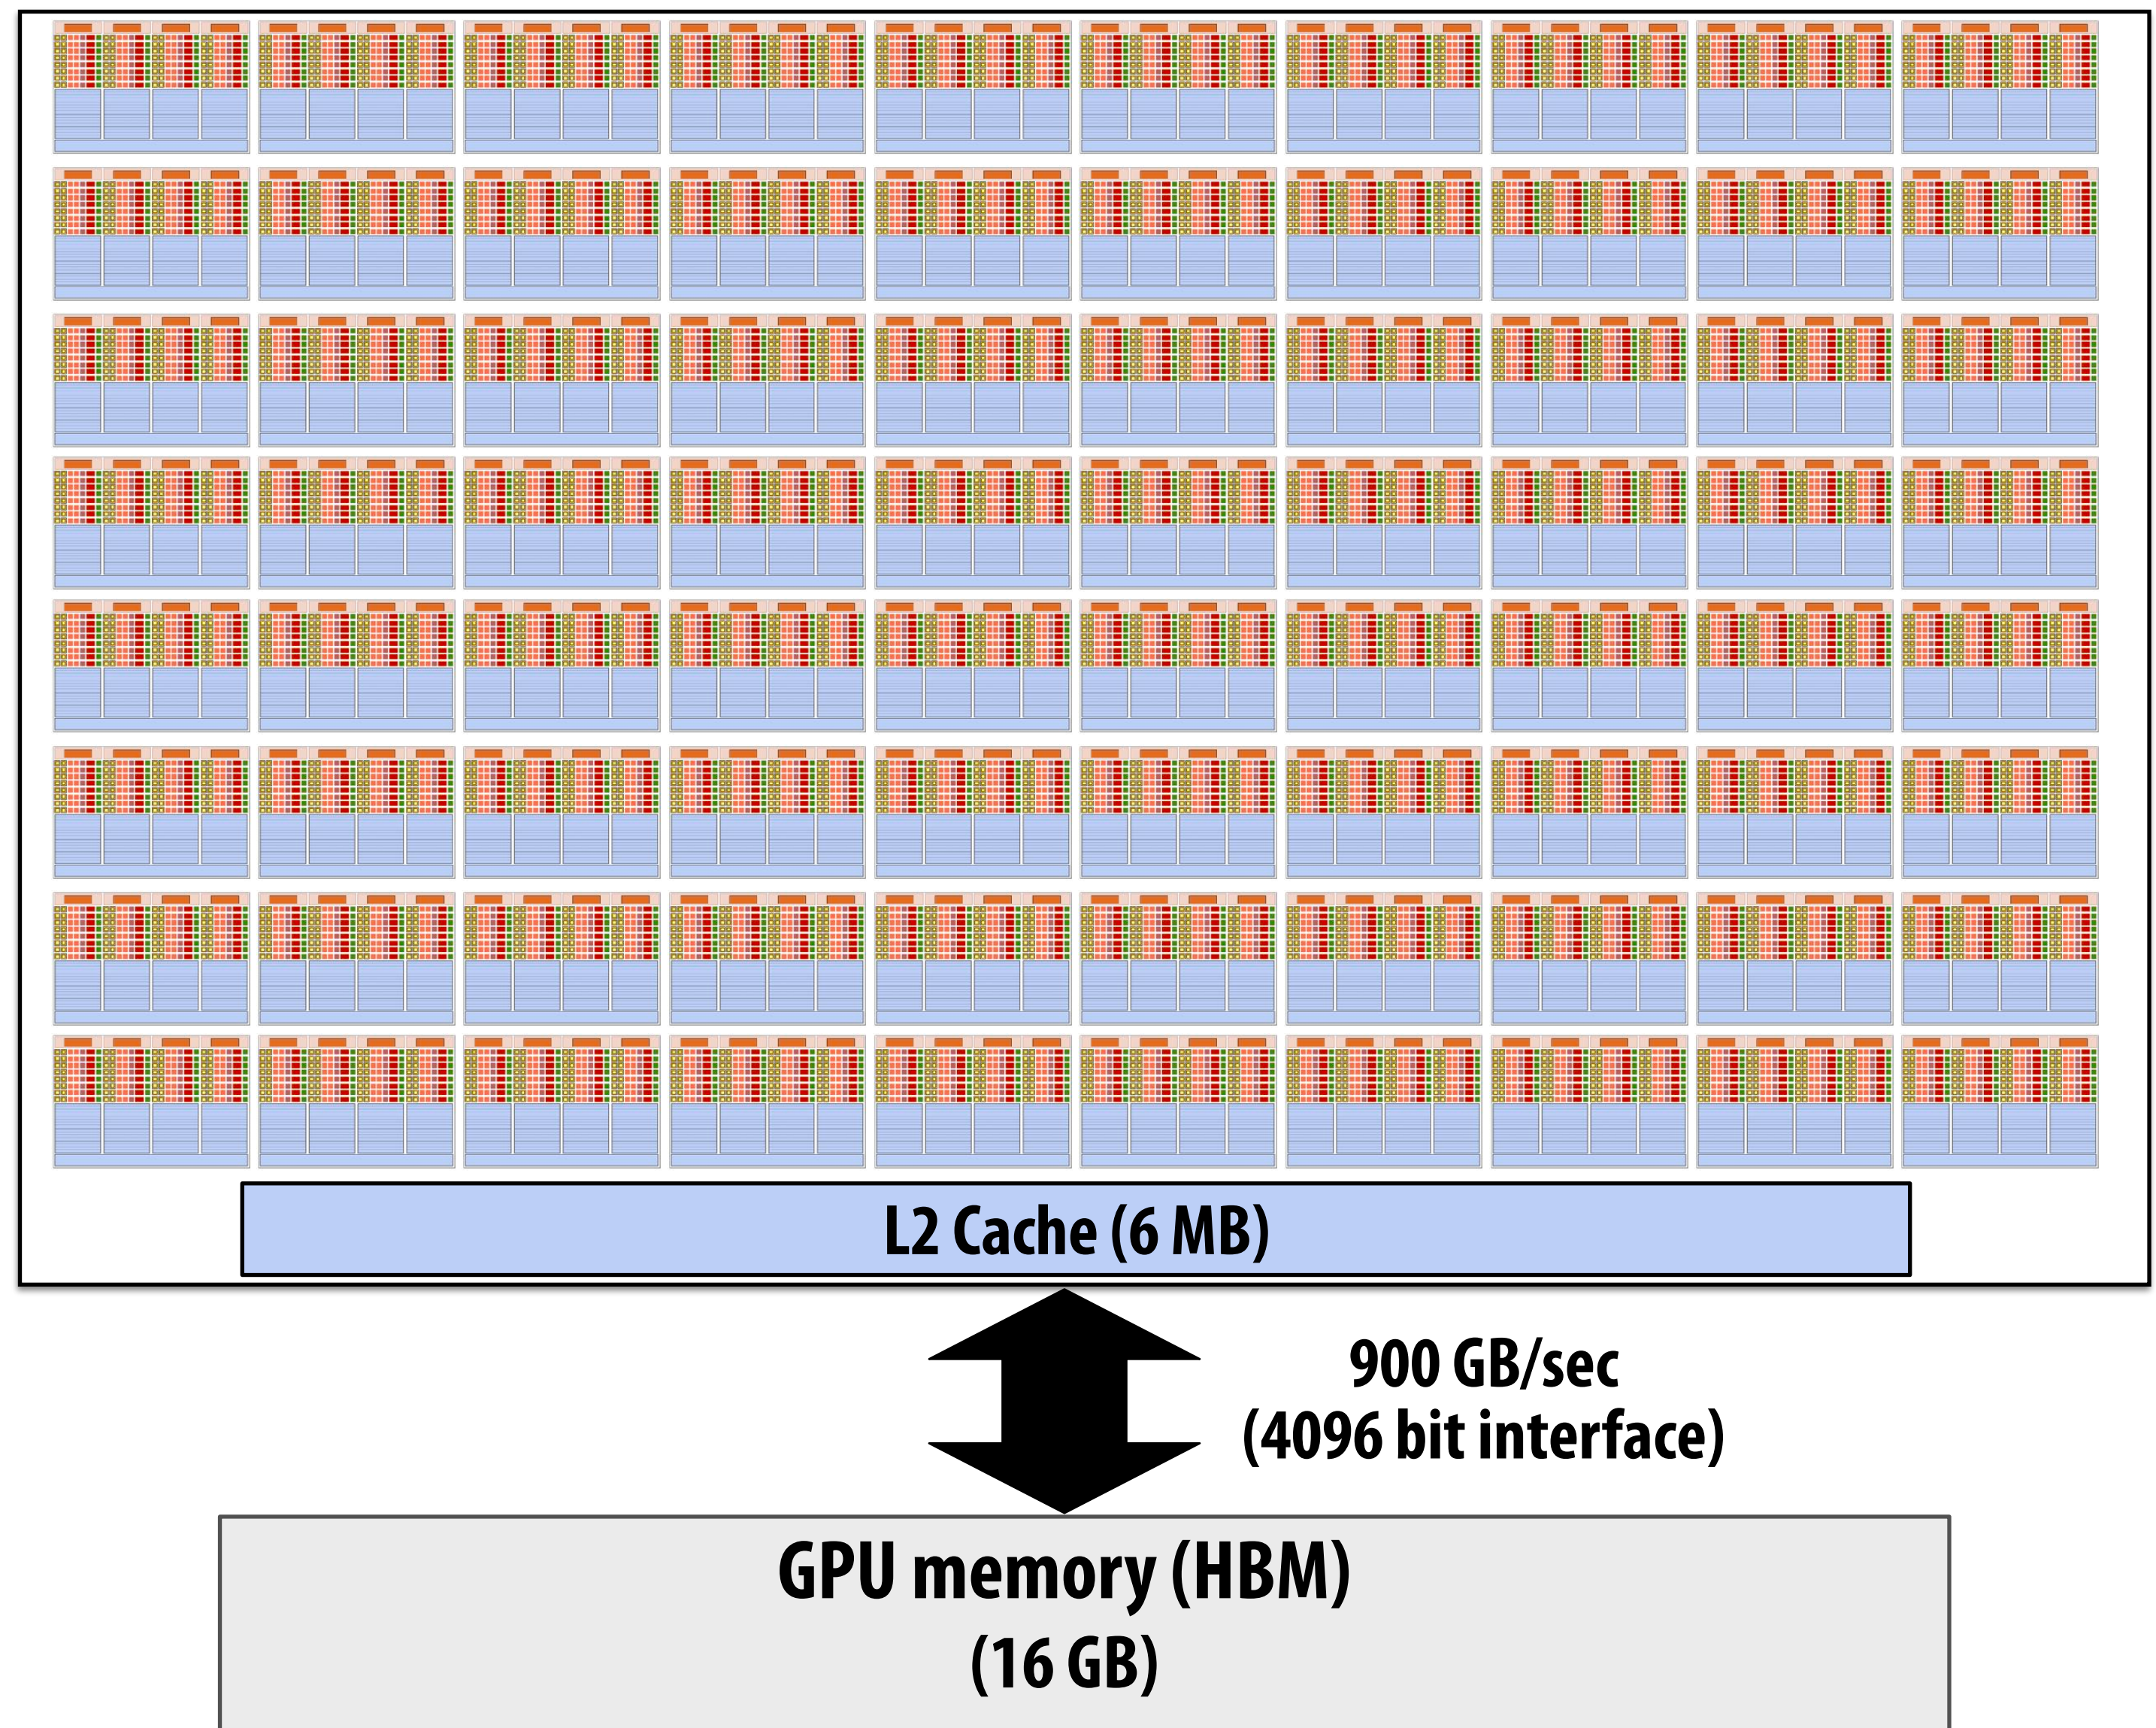 L2 Cache (6 MB)
900 GB/sec
(4096 bit interface)
GPU memory (HBM)
(16 GB)